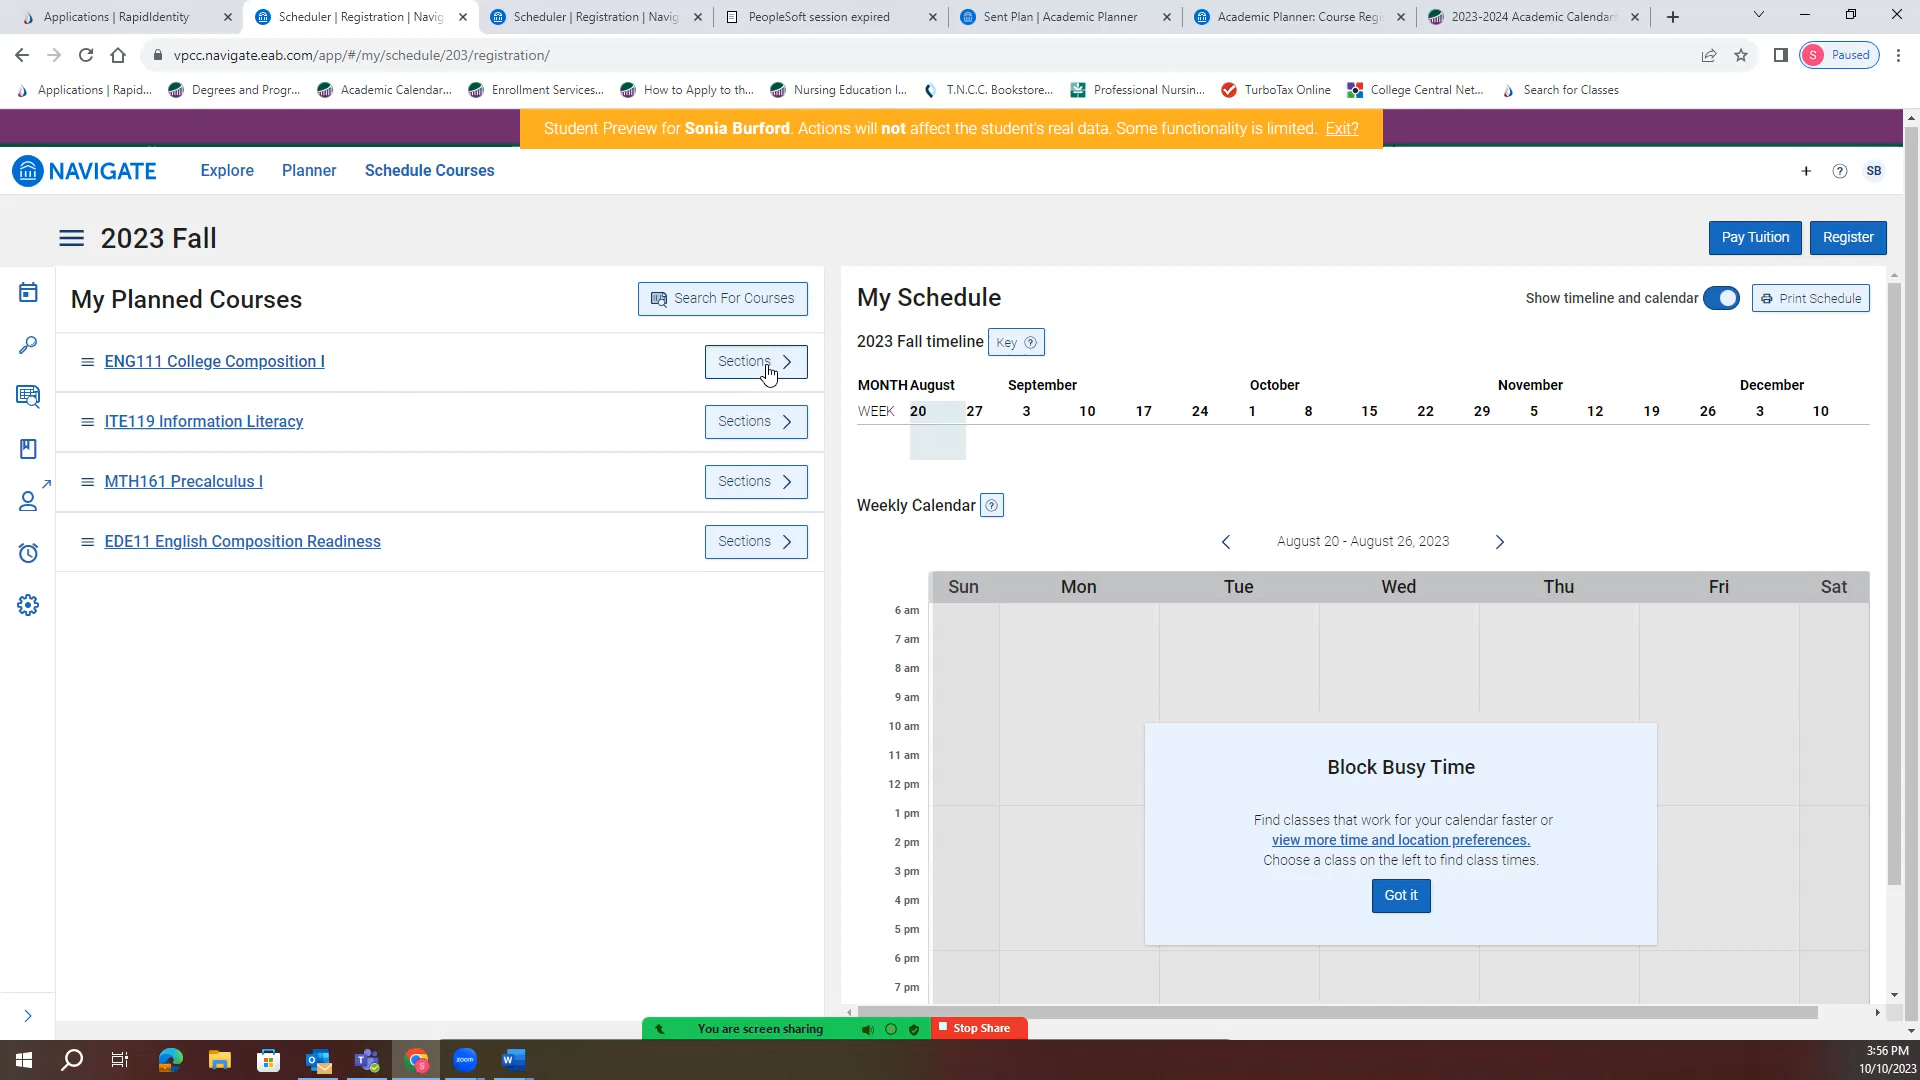 Applications | RapidIdentity
Scheduler | Registration | Navig
Scheduler | Registration | Navig
PeopleSoft session expired
Sent Plan | Academic Planner
Academic Planner: Course Regi
2023-2024 Academic Calendars
vpcc.navigate.eab.com/app/#/my/schedule/203/registration/
S Paused
Applications | Rapid...
Degrees and Progr...
Academic Calendar...
Enrollment Services...
How to Apply to th...
Nursing Education I...
T.N.C.C. Bookstore...
Professional Nursin...
TurboTax Online
College Central Net...
Search for Classes
Student Preview for Sonia Burford. Actions will not affect the student's real data. Some functionality is limited. Exit?
NAVIGATE
Explore
Planner
Schedule Courses
+ ? SB
2023 Fall
Pay Tuition
Register
My Planned Courses
Search For Courses
ENG111 College Composition I
Sections
ITE119 Information Literacy
Sections
MTH161 Precalculus I
Sections
EDE11 English Composition Readiness
Sections
My Schedule
Show timeline and calendar
Print Schedule
2023 Fall timeline
Key ?
MONTH August September October November December
WEEK 20 27 3 10 17 24 1 8 15 22 29 5 12 19 26 3 10
Weekly Calendar ?
August 20 - August 26, 2023
Sun Mon Tue Wed Thu Fri Sat
6 am
7 am
8 am
9 am
10 am
11 am
12 pm
1 pm
2 pm
3 pm
4 pm
5 pm
6 pm
7 pm
Block Busy Time
Find classes that work for your calendar faster or
view more time and location preferences.
Choose a class on the left to find class times.
Got it
You are screen sharing
Stop Share
zoom
3:56 PM
10/10/2023